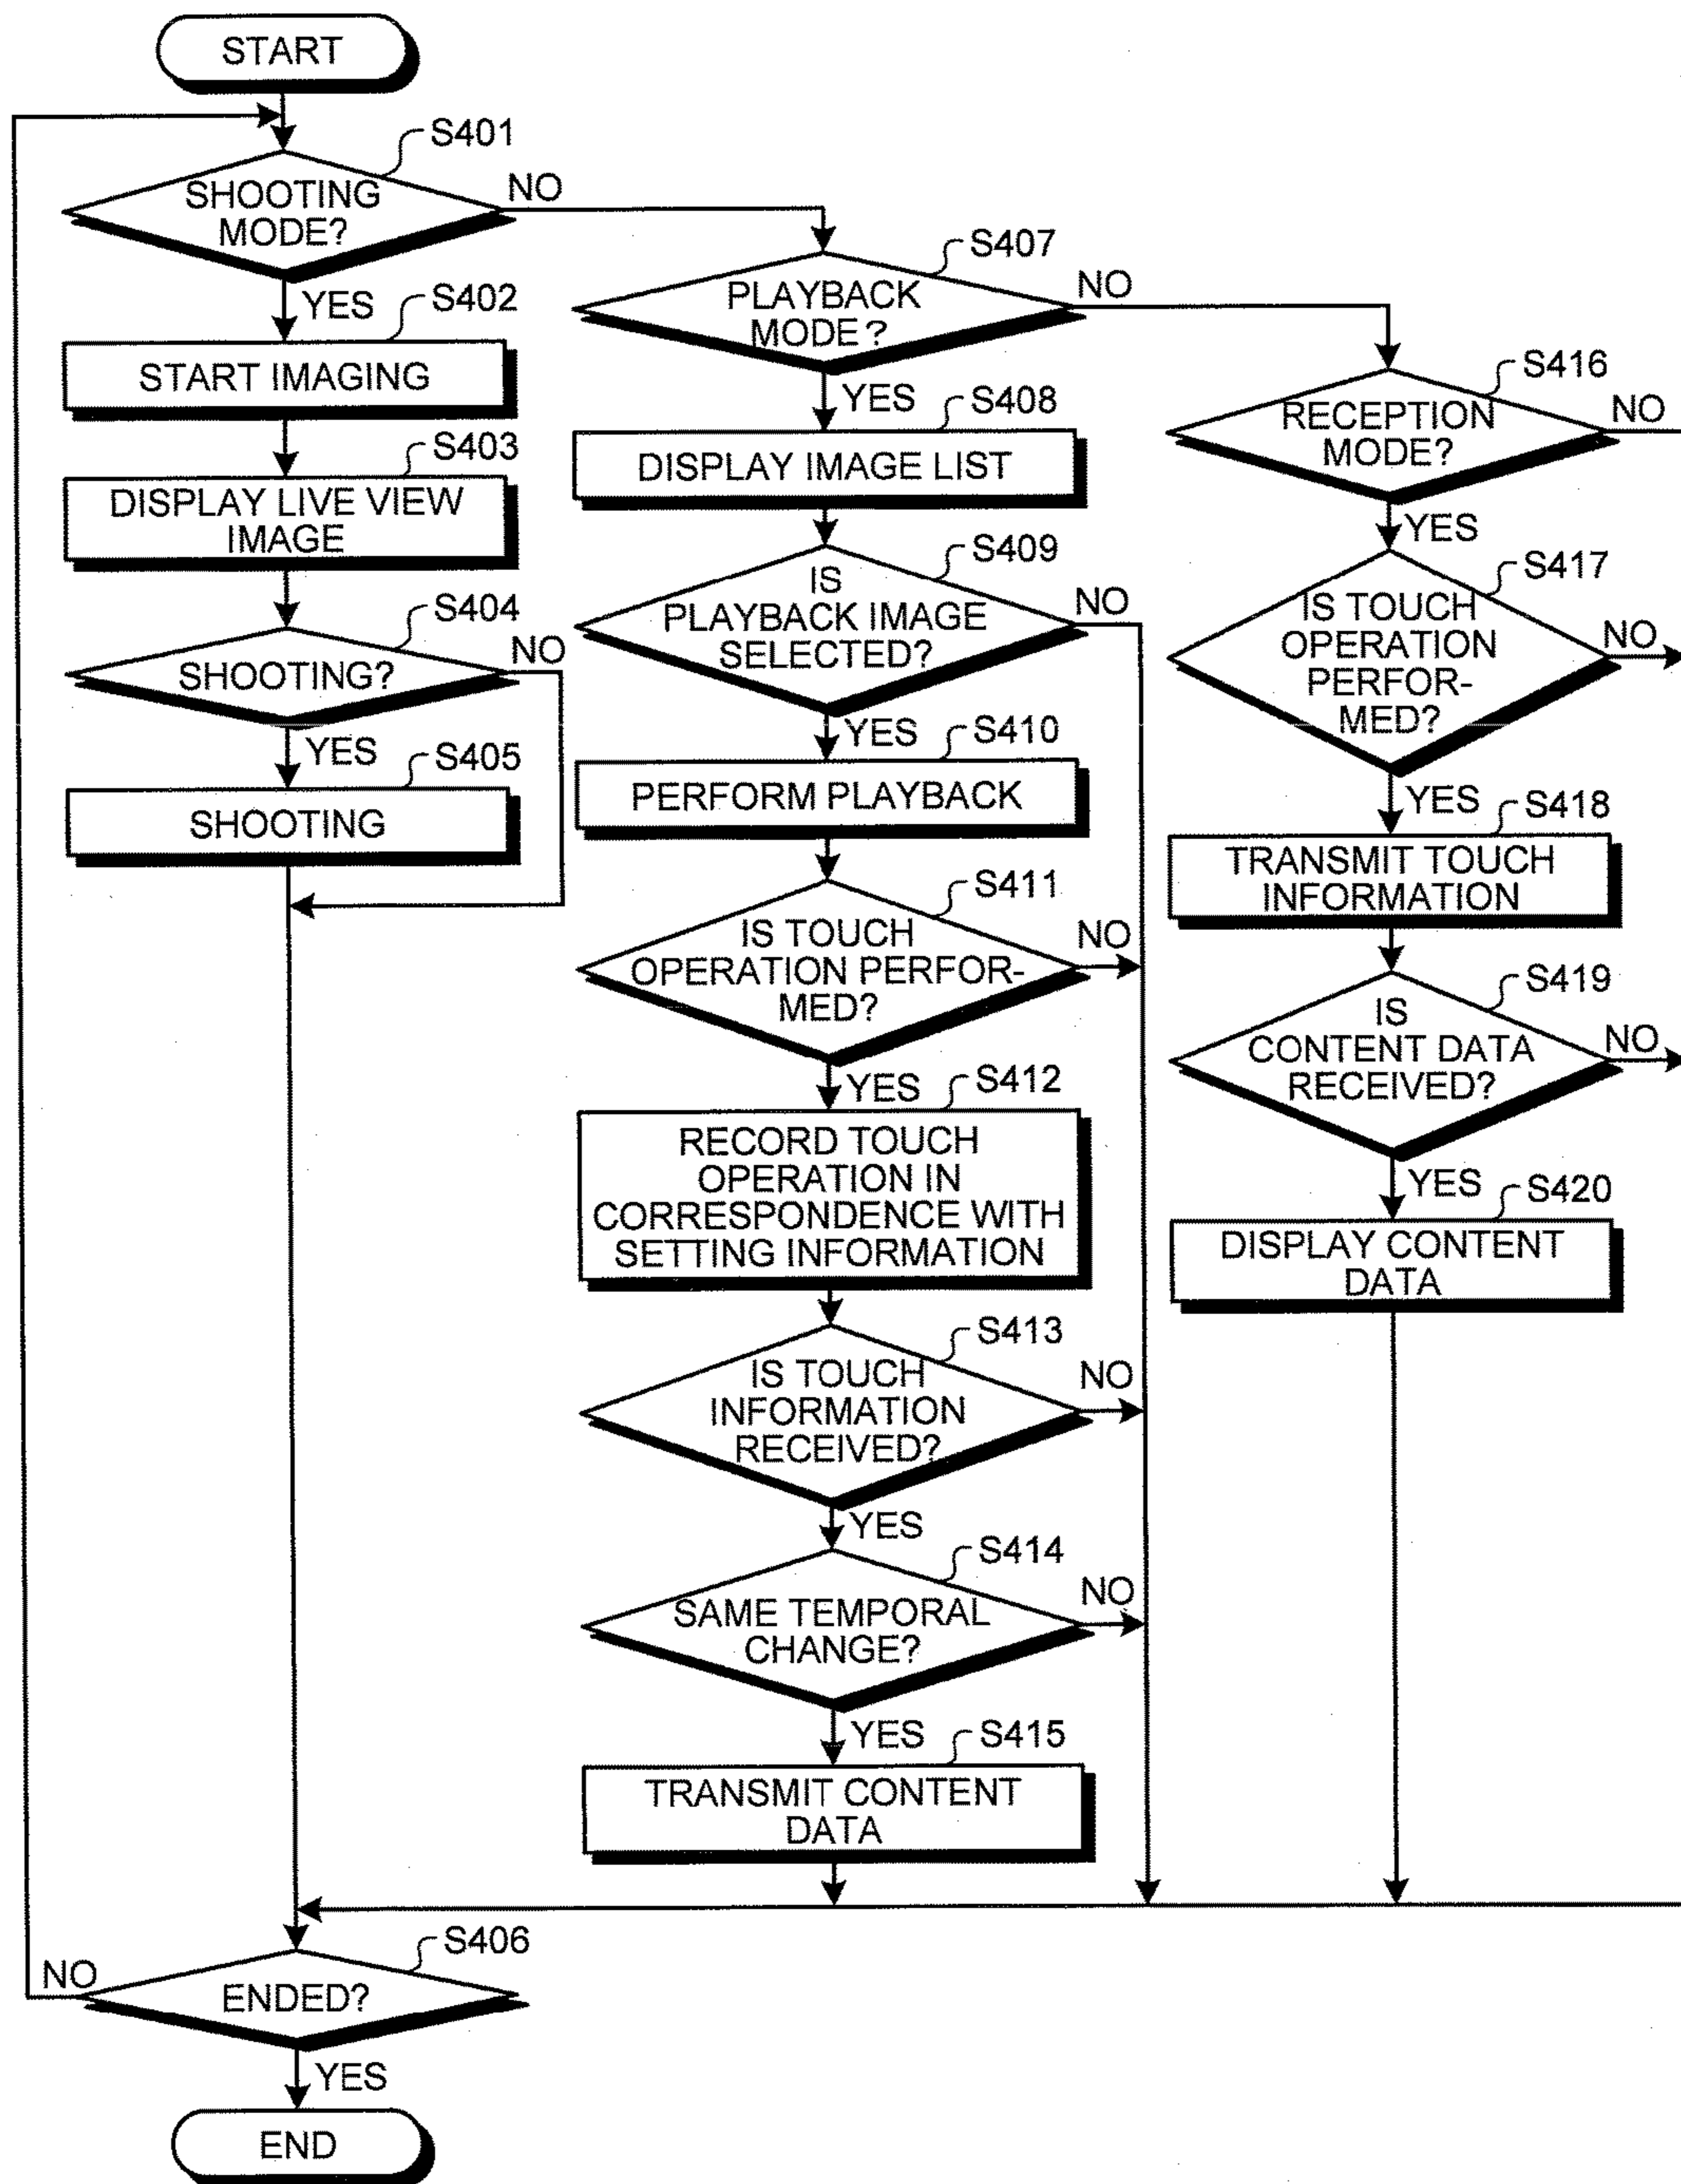 START
S401
SHOOTING
MODE?
NO
YES
S402
START IMAGING
S403
DISPLAY LIVE VIEW
IMAGE
S404
SHOOTING?
NO
YES
S405
SHOOTING
S406
ENDED?
NO
YES
END
S407
PLAYBACK
MODE?
NO
YES
S408
DISPLAY IMAGE LIST
S409
IS
PLAYBACK IMAGE
SELECTED?
NO
YES
S410
PERFORM PLAYBACK
S411
IS TOUCH
OPERATION PERFOR-
MED?
NO
YES
S412
RECORD TOUCH
OPERATION IN
CORRESPONDENCE WITH
SETTING INFORMATION
S413
IS TOUCH
INFORMATION
RECEIVED?
NO
YES
S414
SAME TEMPORAL
CHANGE?
NO
YES
S415
TRANSMIT CONTENT
DATA
S416
RECEPTION
MODE?
NO
YES
S417
IS TOUCH
OPERATION
PERFOR-
MED?
NO
YES
S418
TRANSMIT TOUCH
INFORMATION
S419
IS
CONTENT DATA
RECEIVED?
NO
YES
S420
DISPLAY CONTENT
DATA